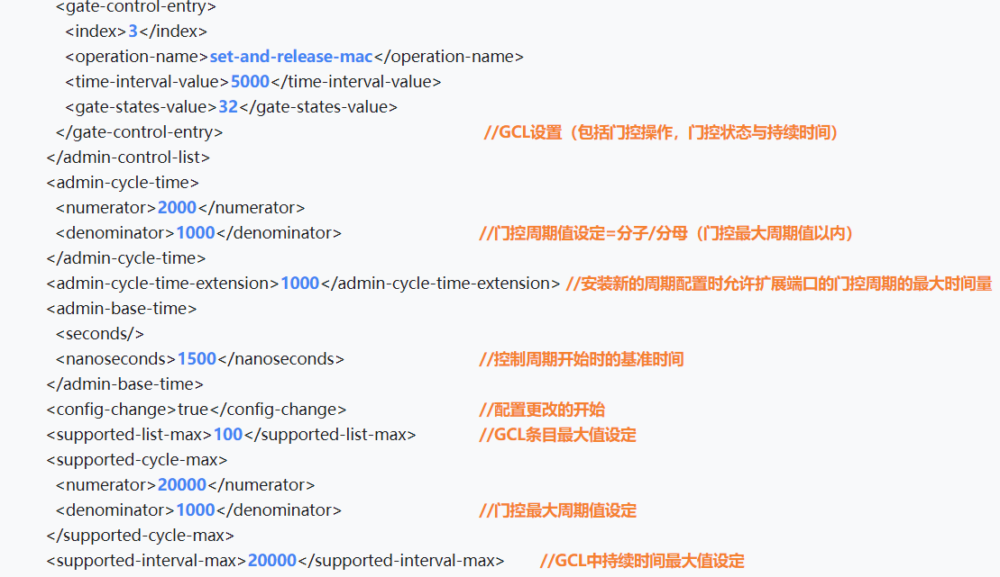 <gate-control-entry>
<index>3</index>
<operation-name>set-and-release-mac</operation-name>
<time-interval-value>5000</time-interval-value>
<gate-states-value>32</gate-states-value>
</gate-control-entry> //GCL设置（包括门控操作，门控状态与持续时间）
</admin-control-list>
<admin-cycle-time>
<numerator>2000</numerator>
<denominator>1000</denominator> //门控周期值设定=分子/分母（门控最大周期值以内）
</admin-cycle-time>
<admin-cycle-time-extension>1000</admin-cycle-time-extension> //安装新的周期配置时允许扩展端口的门控周期的最大时间量
<admin-base-time>
<seconds/>
<nanoseconds>1500</nanoseconds> //控制周期开始时的基准时间
</admin-base-time>
<config-change>true</config-change> //配置更改的开始
<supported-list-max>100</supported-list-max> //GCL条目最大值设定
<supported-cycle-max>
<numerator>20000</numerator>
<denominator>1000</denominator> //门控最大周期值设定
</supported-cycle-max>
<supported-interval-max>20000</supported-interval-max> //GCL中持续时间最大值设定